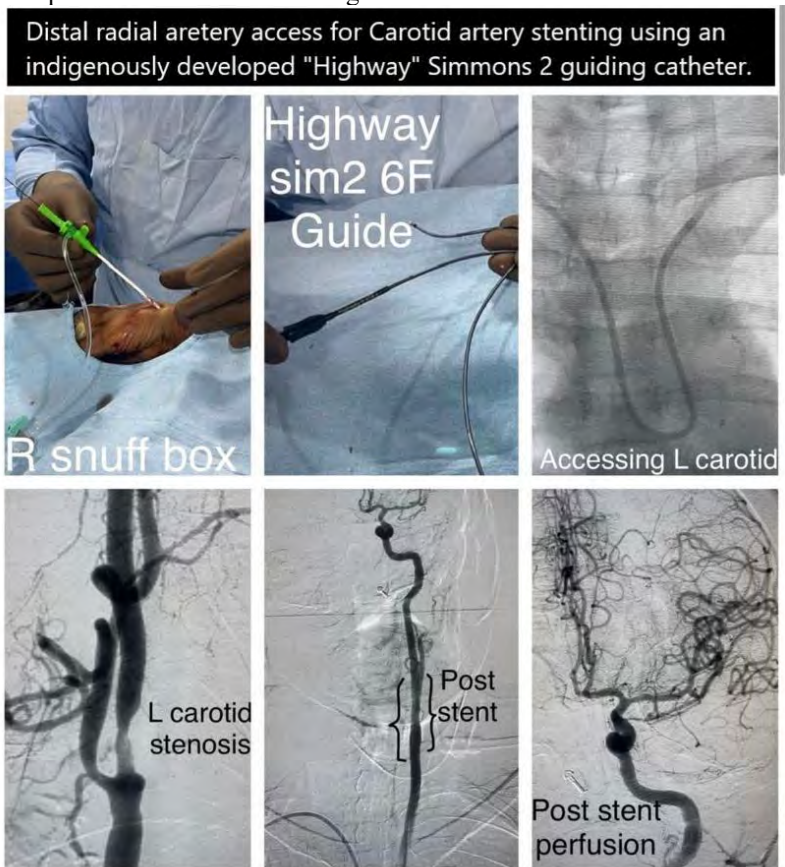 Distal radial aretery access for Carotid artery stenting using an
indigenously developed "Highway" Simmons 2 guiding catheter.
Highway
sim2 6F
Guide
R snuff box
Accessing L carotid
L carotid
stenosis
Post
stent
Post stent
perfusion